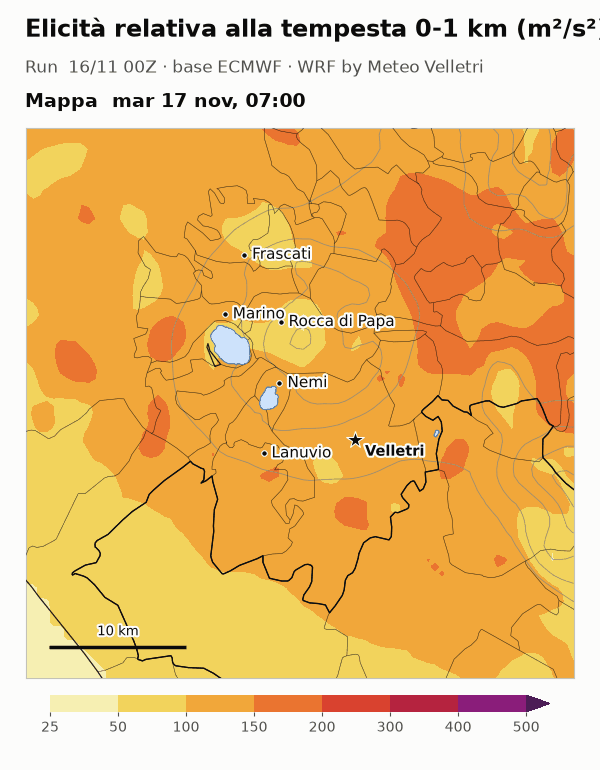 Elicità relativa alla tempesta 0-1 km (m²/s²)
Run  16/11 00Z · base ECMWF · WRF by Meteo Velletri
Mappa  mar 17 nov, 07:00
Frascati
Marino
Rocca di Papa
Nemi
Velletri
Lanuvio
10 km
25 50 100 150 200 300 400 500